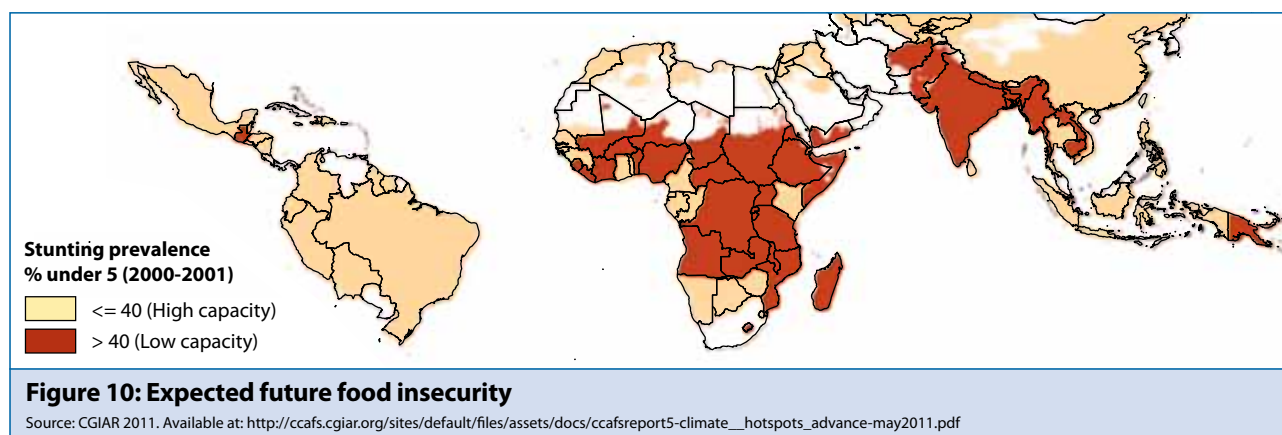 Stunting prevalence
% under 5 (2000-2001)
<= 40 (High capacity)
> 40 (Low capacity)
Figure 10: Expected future food insecurity
Source: CGIAR 2011. Available at: http://ccafs.cgiar.org/sites/default/files/assets/docs/ccafsreport5-climate__hotspots_advance-may2011.pdf